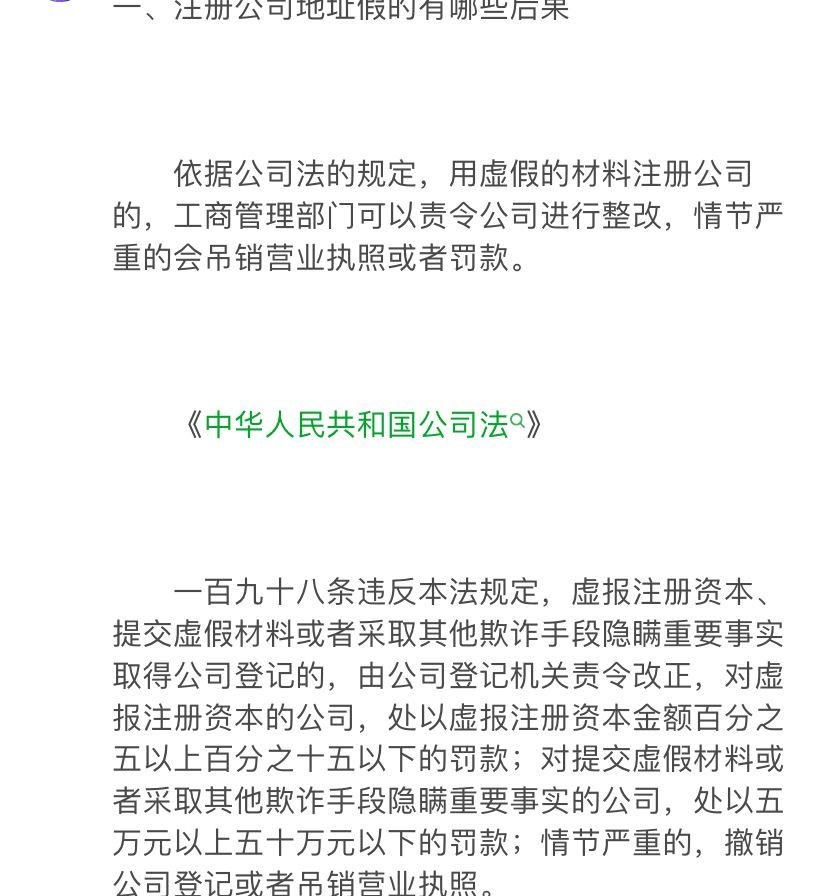 一、注册公司地址假的有哪些后果
依据公司法的规定，用虚假的材料注册公司
的，工商管理部门可以责令公司进行整改，情节严
重的会吊销营业执照或者罚款。
《中华人民共和国公司法》
一百九十八条违反本法规定，虚报注册资本、
提交虚假材料或者采取其他欺诈手段隐瞒重要事实
取得公司登记的，由公司登记机关责令改正，对虚
报注册资本的公司，处以虚报注册资本金额百分之
五以上百分之十五以下的罚款；对提交虚假材料或
者采取其他欺诈手段隐瞒重要事实的公司，处以五
万元以上五十万元以下的罚款；情节严重的，撤销
公司登记或者吊销营业执照。